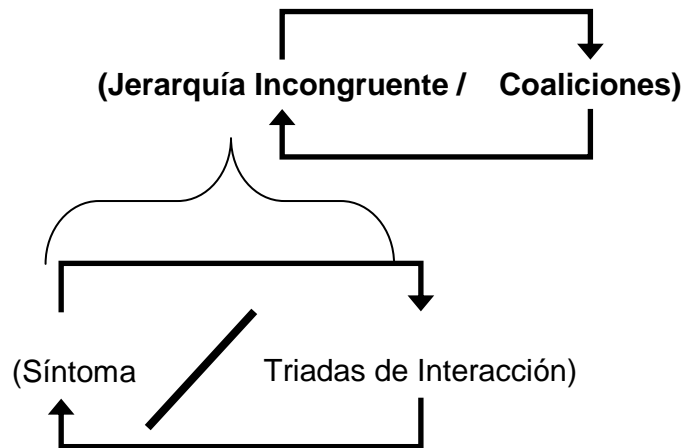 (Jerarquía Incongruente / Coaliciones)
(Síntoma Triadas de Interacción)